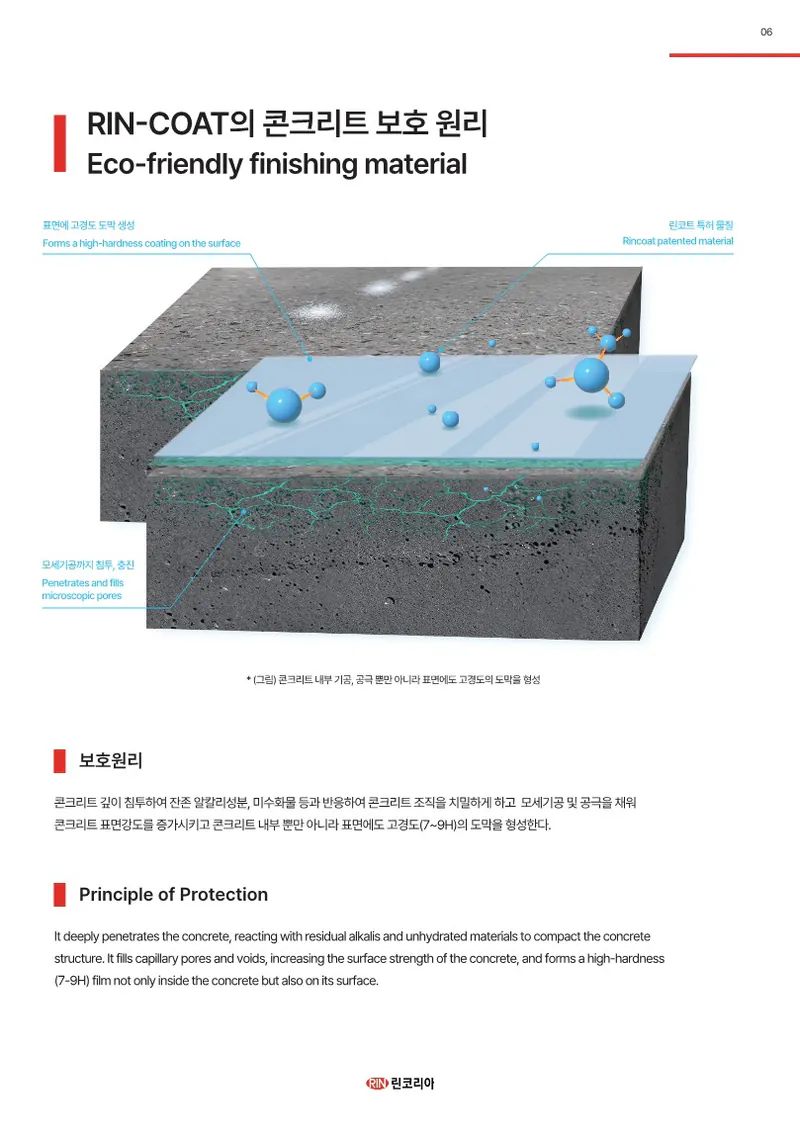 06
RIN-COAT의 콘크리트 보호 원리
Eco-friendly finishing material
표면에 고경도 도막 생성
Forms a high-hardness coating on the surface
린코트 특허 물질
Rincoat patented material
모세기공까지 침투, 충진
Penetrates and fills
microscopic pores
* (그림) 콘크리트 내부 기공, 공극 뿐만 아니라 표면에도 고경도의 도막을 형성
보호원리
콘크리트 깊이 침투하여 잔존 알칼리성분, 미수화물 등과 반응하여 콘크리트 조직을 치밀하게 하고 모세기공 및 공극을 채워
콘크리트 표면강도를 증가시키고 콘크리트 내부 뿐만 아니라 표면에도 고경도(7~9H)의 도막을 형성한다.
Principle of Protection
It deeply penetrates the concrete, reacting with residual alkalis and unhydrated materials to compact the concrete
structure. It fills capillary pores and voids, increasing the surface strength of the concrete, and forms a high-hardness
(7-9H) film not only inside the concrete but also on its surface.
RIN 린코리아